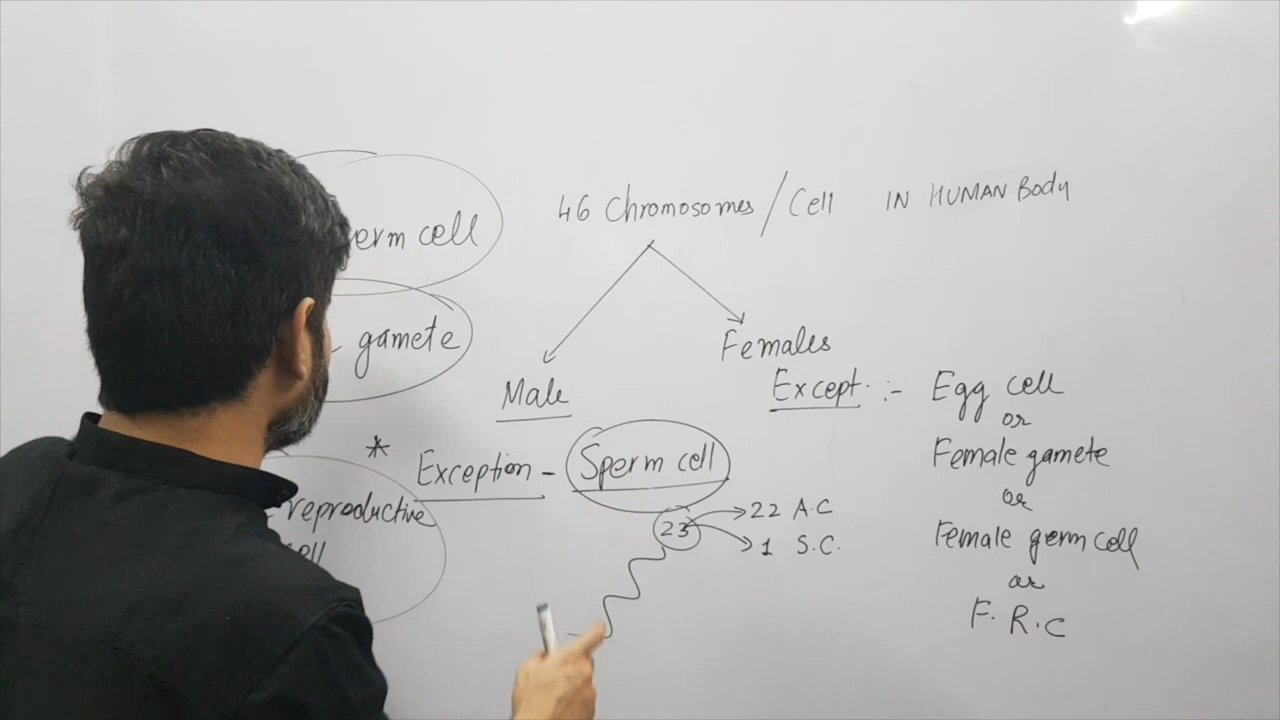 46 Chromosomes / Cell IN HUMAN BODY
erm cell
gamete
reproductive
ell
Male
* Exception - Sperm cell
23
22 A.C
1 S.C.
Females
Except. :- Egg cell
or
Female gamete
or
Female germ cell
or
F. R.C